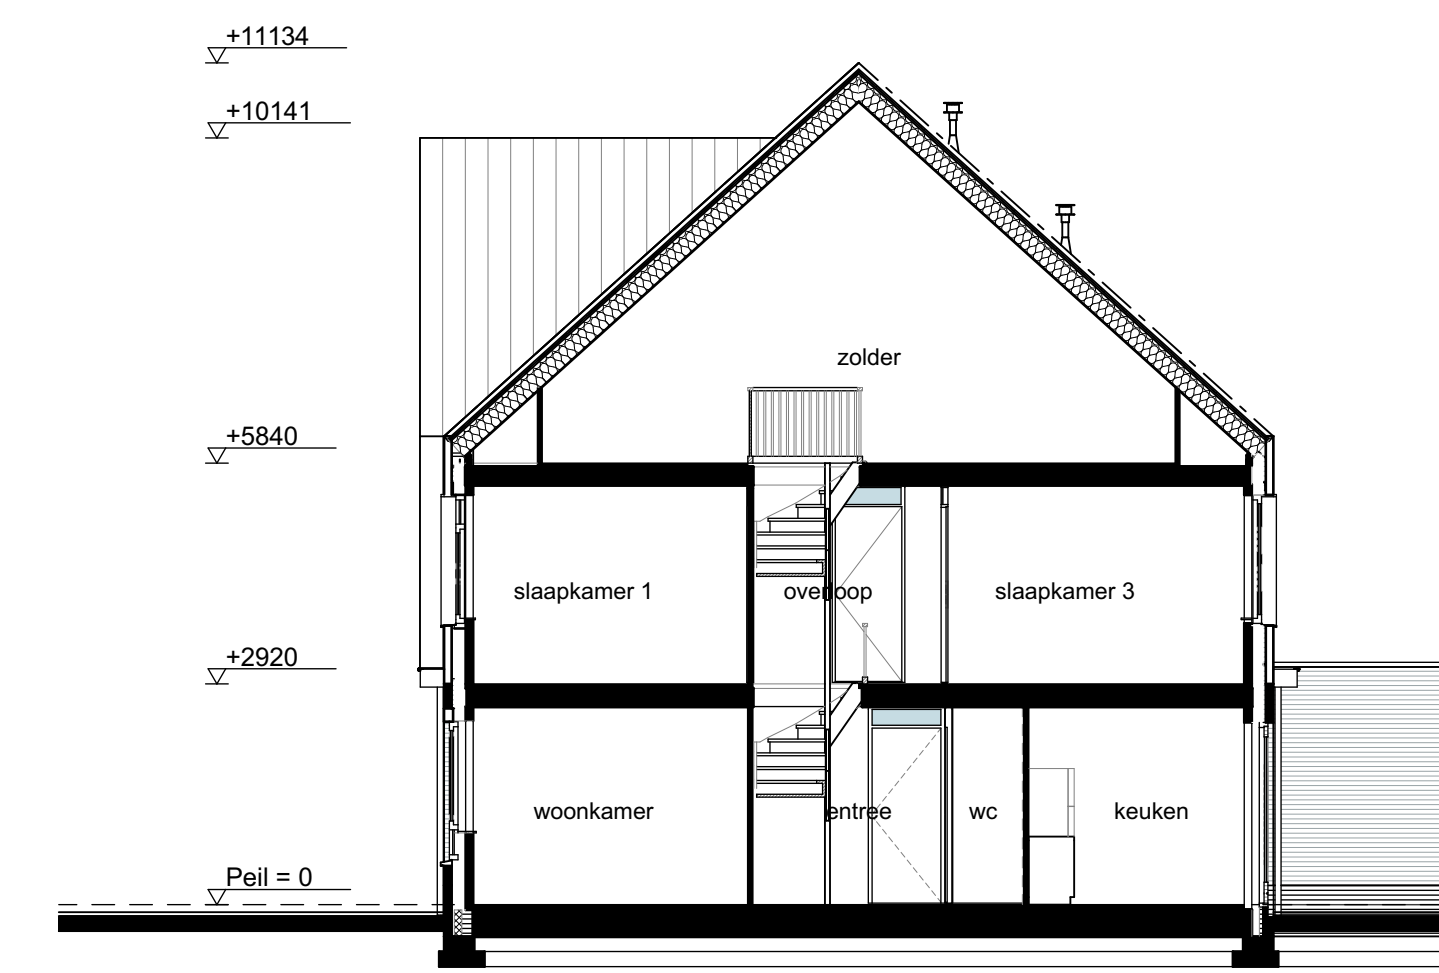 +11134
+10141
zolder
+5840
slaapkamer 1
overloop
slaapkamer 3
+2920
woonkamer
entree
wc
keuken
Peil = 0